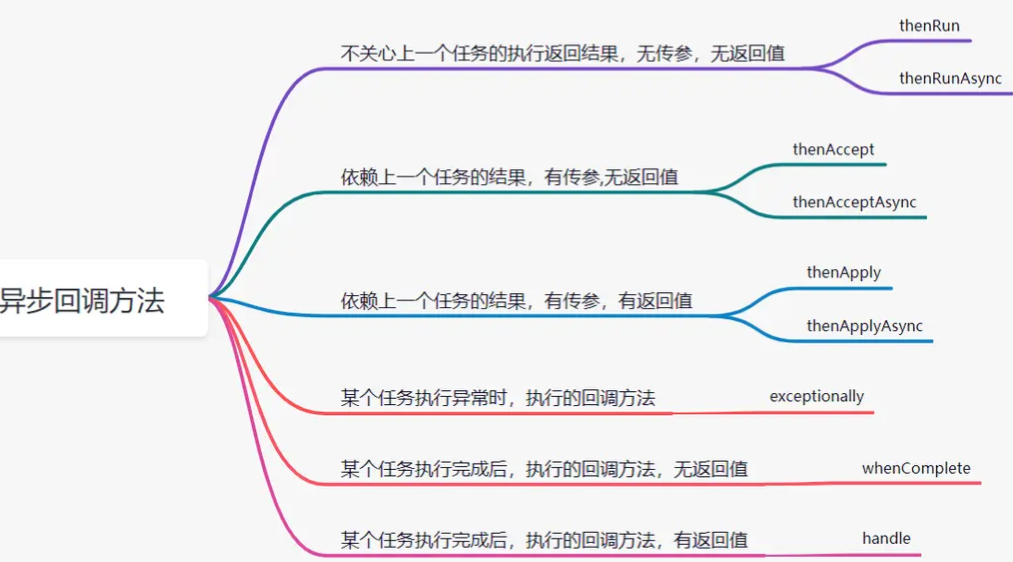 thenRun
不关心上一个任务的执行返回结果，无传参，无返回值
thenRunAsync
thenAccept
依赖上一个任务的结果，有传参,无返回值
thenAcceptAsync
thenApply
异步回调方法
依赖上一个任务的结果，有传参，有返回值
thenApplyAsync
某个任务执行异常时，执行的回调方法
exceptionally
某个任务执行完成后，执行的回调方法，无返回值
whenComplete
某个任务执行完成后，执行的回调方法，有返回值
handle